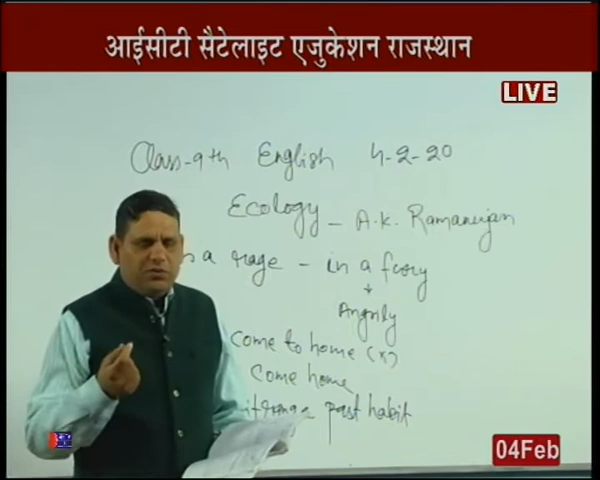 आईसीटी सैटेलाइट एजुकेशन राजस्थान
LIVE
Class-9th English 4-2-20
Ecology - A.K. Ramanujan
a rage - in a fury
Angrily
Come to home (x)
Come home
past habit
04Feb